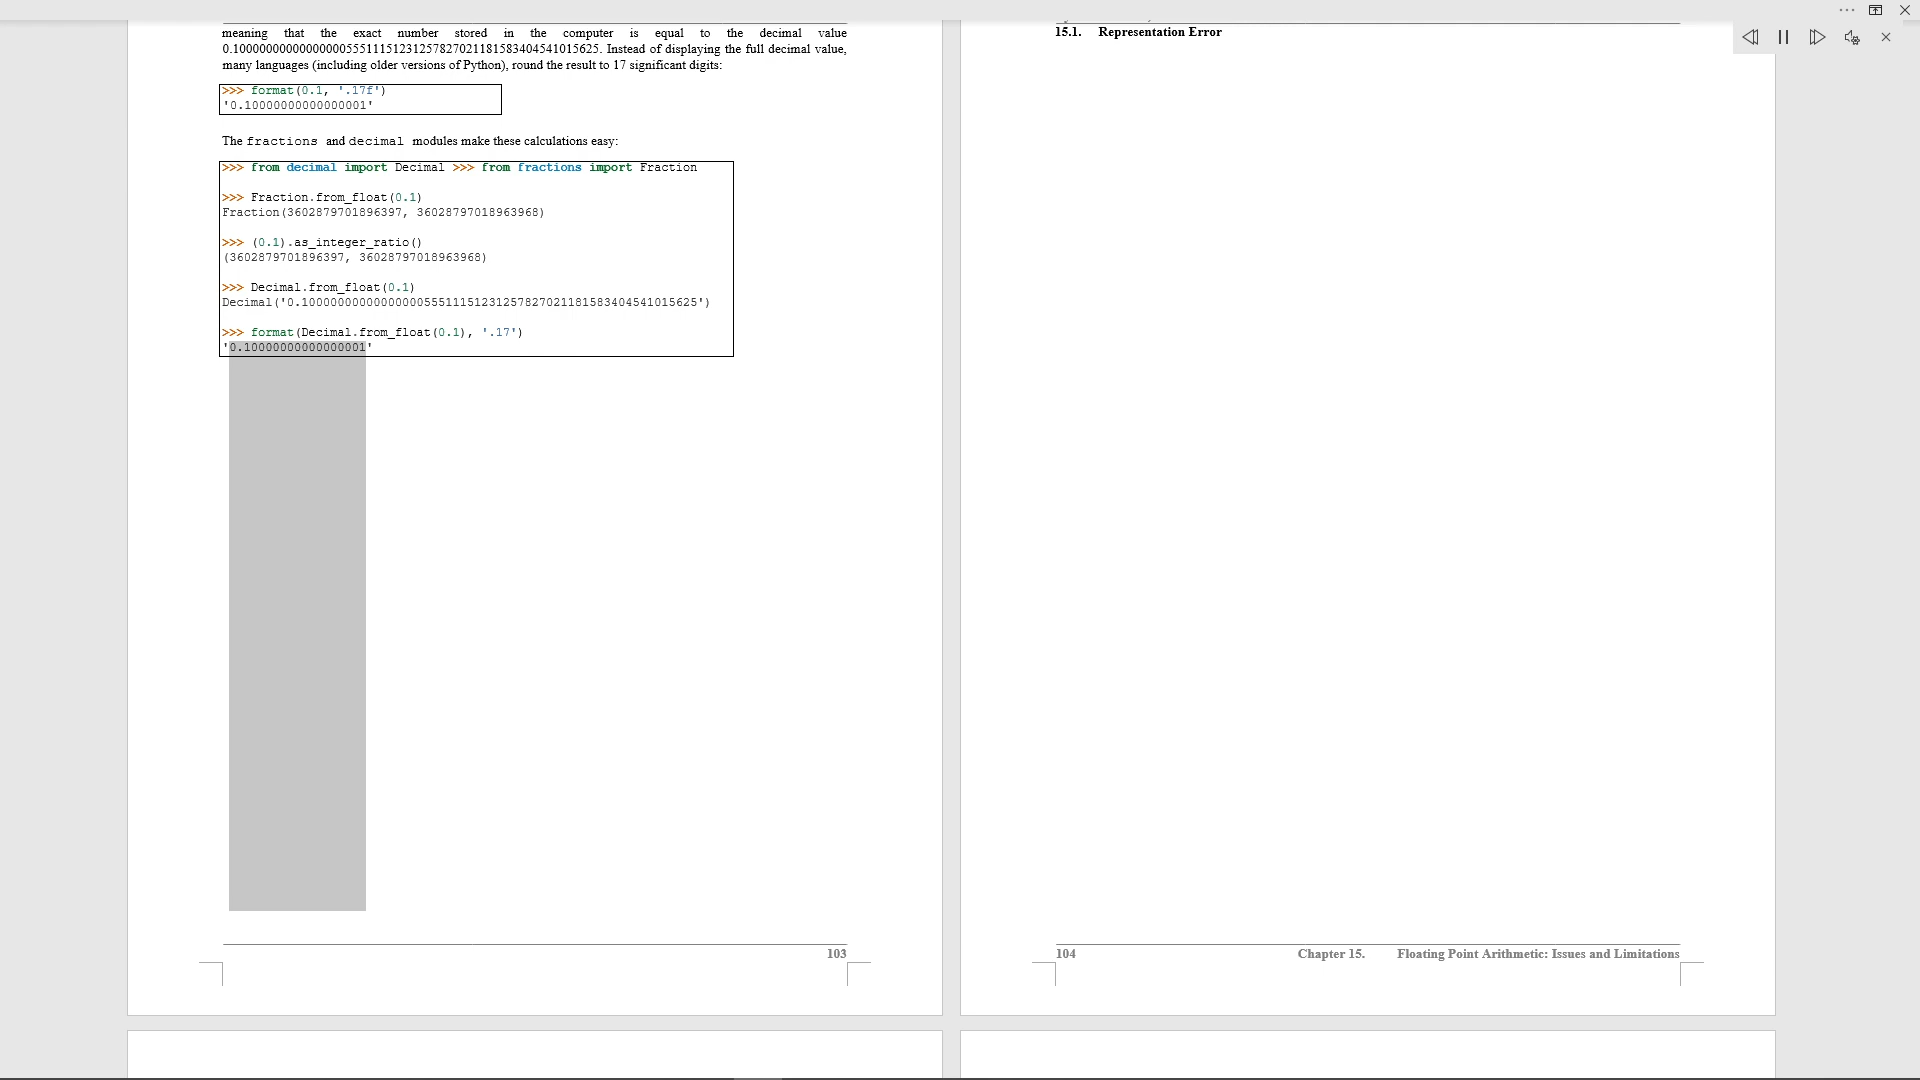 meaning that the exact number stored in the computer is equal to the decimal value
0.1000000000000000055511151231257827021181583404541015625. Instead of displaying the full decimal value,
many languages (including older versions of Python), round the result to 17 significant digits:
>>> format(0.1, '.17f')
'0.10000000000000001'
The fractions and decimal modules make these calculations easy:
>>> from decimal import Decimal >>> from fractions import Fraction
>>> Fraction.from_float(0.1)
Fraction(3602879701896397, 36028797018963968)
>>> (0.1).as_integer_ratio()
(3602879701896397, 36028797018963968)
>>> Decimal.from_float(0.1)
Decimal('0.1000000000000000055511151231257827021181583404541015625')
>>> format(Decimal.from_float(0.1), '.17')
'0.10000000000000001'
103
15.1. Representation Error
104 Chapter 15. Floating Point Arithmetic: Issues and Limitations